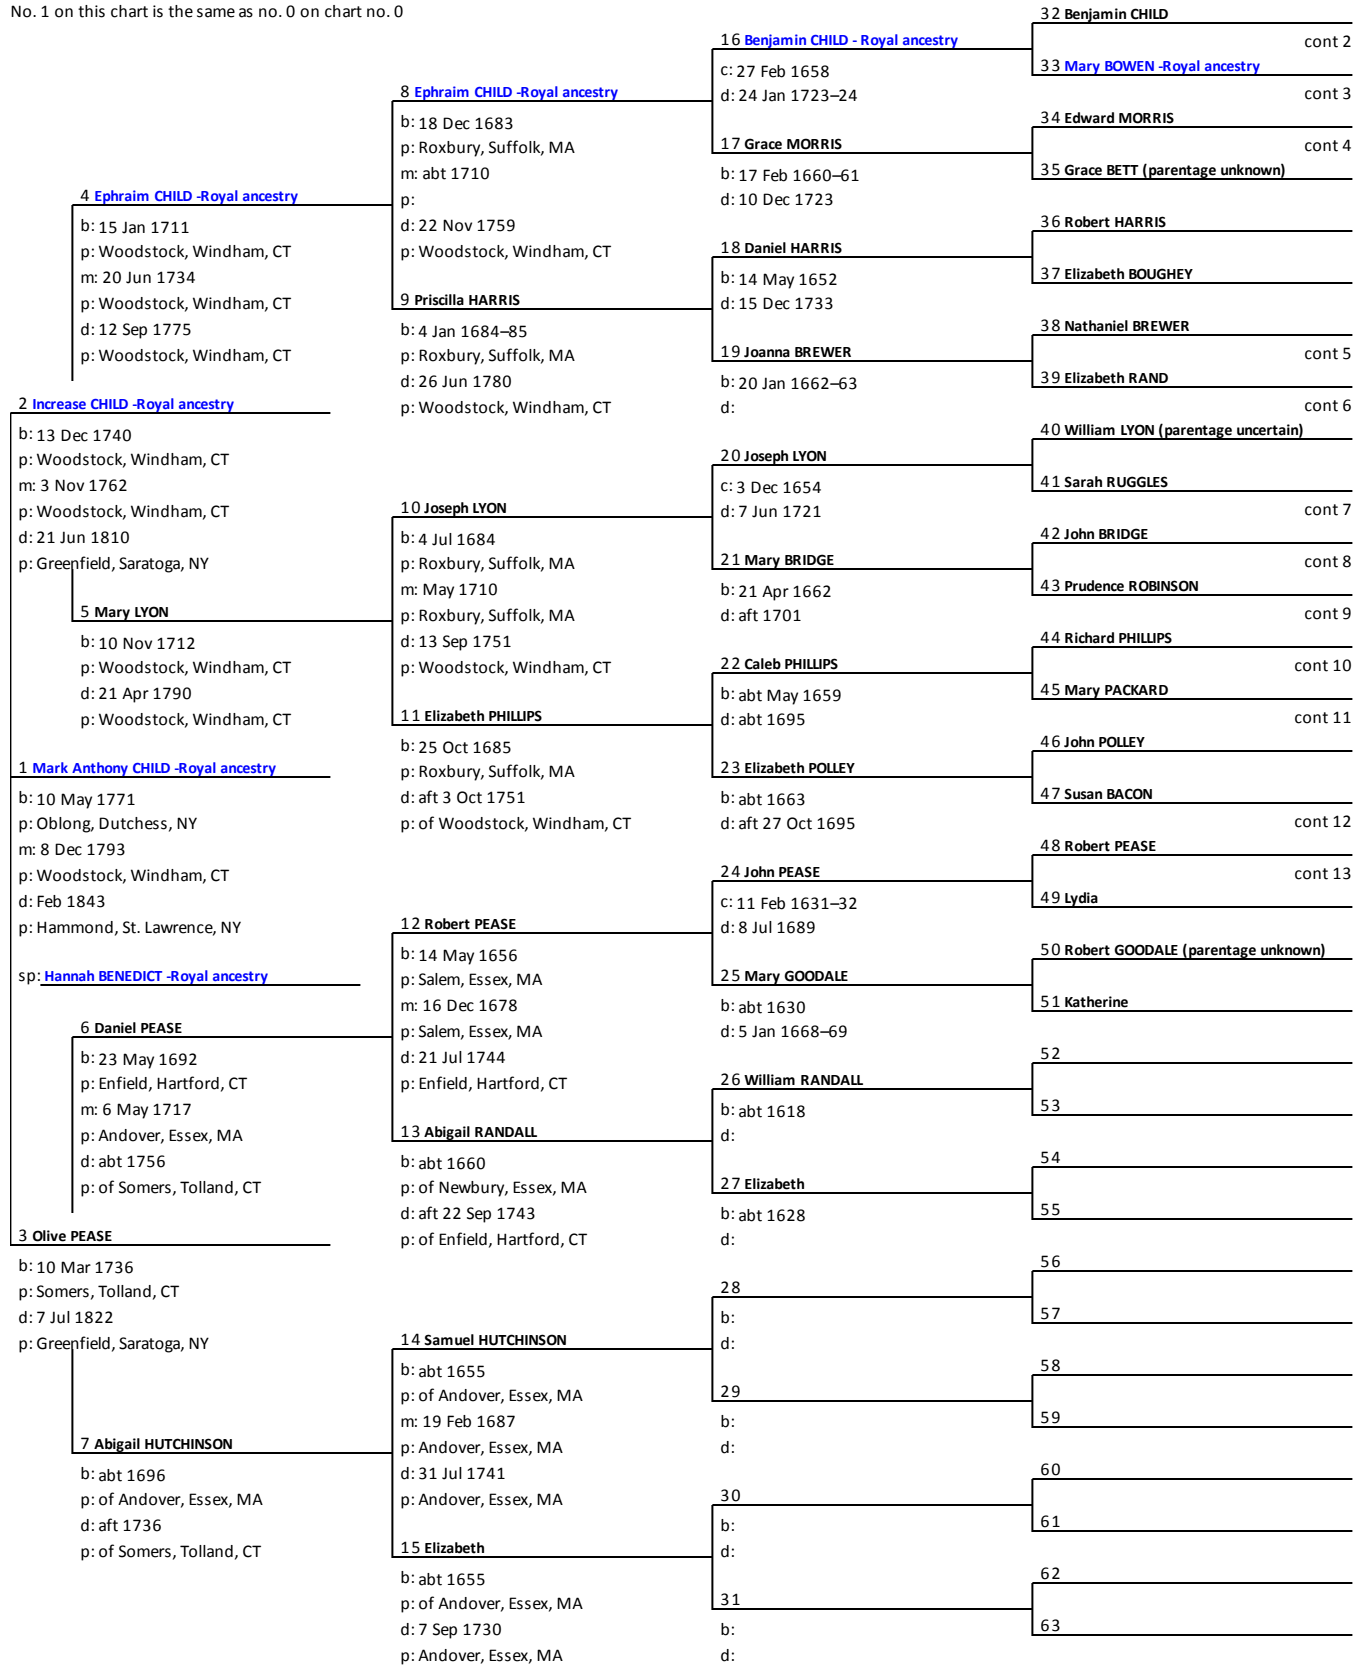 No. 1 on this chart is the same as no. 0 on chart no. 0
2 Increase CHILD -Royal ancestry
b: 13 Dec 1740
p: Woodstock, Windham, CT
m: 3 Nov 1762
p: Woodstock, Windham, CT
d: 21 Jun 1810
p: Greenfield, Saratoga, NY
1 Mark Anthony CHILD -Royal ancestry
b: 10 May 1771
p: Oblong, Dutchess, NY
m: 8 Dec 1793
p: Woodstock, Windham, CT
d: Feb 1843
p: Hammond, St. Lawrence, NY
sp: Hannah BENEDICT -Royal ancestry
3 Olive PEASE
b: 10 Mar 1736
p: Somers, Tolland, CT
d: 7 Jul 1822
p: Greenfield, Saratoga, NY
4 Ephraim CHILD -Royal ancestry
b: 15 Jan 1711
p: Woodstock, Windham, CT
m: 20 Jun 1734
p: Woodstock, Windham, CT
d: 12 Sep 1775
p: Woodstock, Windham, CT
5 Mary LYON
b: 10 Nov 1712
p: Woodstock, Windham, CT
d: 21 Apr 1790
p: Woodstock, Windham, CT
6 Daniel PEASE
b: 23 May 1692
p: Enfield, Hartford, CT
m: 6 May 1717
p: Andover, Essex, MA
d: abt 1756
p: of Somers, Tolland, CT
7 Abigail HUTCHINSON
b: abt 1696
p: of Andover, Essex, MA
d: aft 1736
p: of Somers, Tolland, CT
8 Ephraim CHILD -Royal ancestry
b: 18 Dec 1683
p: Roxbury, Suffolk, MA
m: abt 1710
p:
d: 22 Nov 1759
p: Woodstock, Windham, CT
9 Priscilla HARRIS
b: 4 Jan 1684–85
p: Roxbury, Suffolk, MA
d: 26 Jun 1780
p: Woodstock, Windham, CT
10 Joseph LYON
b: 4 Jul 1684
p: Roxbury, Suffolk, MA
m: May 1710
p: Roxbury, Suffolk, MA
d: 13 Sep 1751
p: Woodstock, Windham, CT
11 Elizabeth PHILLIPS
b: 25 Oct 1685
p: Roxbury, Suffolk, MA
d: aft 3 Oct 1751
p: of Woodstock, Windham, CT
12 Robert PEASE
b: 14 May 1656
p: Salem, Essex, MA
m: 16 Dec 1678
p: Salem, Essex, MA
d: 21 Jul 1744
p: Enfield, Hartford, CT
13 Abigail RANDALL
b: abt 1660
p: of Newbury, Essex, MA
d: aft 22 Sep 1743
p: of Enfield, Hartford, CT
14 Samuel HUTCHINSON
b: abt 1655
p: of Andover, Essex, MA
m: 19 Feb 1687
p: Andover, Essex, MA
d: 31 Jul 1741
p: Andover, Essex, MA
15 Elizabeth
b: abt 1655
p: of Andover, Essex, MA
d: 7 Sep 1730
p: Andover, Essex, MA
16 Benjamin CHILD - Royal ancestry
c: 27 Feb 1658
d: 24 Jan 1723–24
17 Grace MORRIS
b: 17 Feb 1660–61
d: 10 Dec 1723
18 Daniel HARRIS
b: 14 May 1652
d: 15 Dec 1733
19 Joanna BREWER
b: 20 Jan 1662–63
d:
20 Joseph LYON
c: 3 Dec 1654
d: 7 Jun 1721
21 Mary BRIDGE
b: 21 Apr 1662
d: aft 1701
22 Caleb PHILLIPS
b: abt May 1659
d: abt 1695
23 Elizabeth POLLEY
b: abt 1663
d: aft 27 Oct 1695
24 John PEASE
c: 11 Feb 1631–32
d: 8 Jul 1689
25 Mary GOODALE
b: abt 1630
d: 5 Jan 1668–69
26 William RANDALL
b: abt 1618
d:
27 Elizabeth
b: abt 1628
d:
28
b:
d:
29
b:
d:
30
b:
d:
31
b:
d:
32 Benjamin CHILD
cont 2
33 Mary BOWEN -Royal ancestry
cont 3
34 Edward MORRIS
cont 4
35 Grace BETT (parentage unknown)
36 Robert HARRIS
37 Elizabeth BOUGHEY
38 Nathaniel BREWER
cont 5
39 Elizabeth RAND
cont 6
40 William LYON (parentage uncertain)
41 Sarah RUGGLES
cont 7
42 John BRIDGE
cont 8
43 Prudence ROBINSON
cont 9
44 Richard PHILLIPS
cont 10
45 Mary PACKARD
cont 11
46 John POLLEY
47 Susan BACON
cont 12
48 Robert PEASE
cont 13
49 Lydia
50 Robert GOODALE (parentage unknown)
51 Katherine
52
53
54
55
56
57
58
59
60
61
62
63